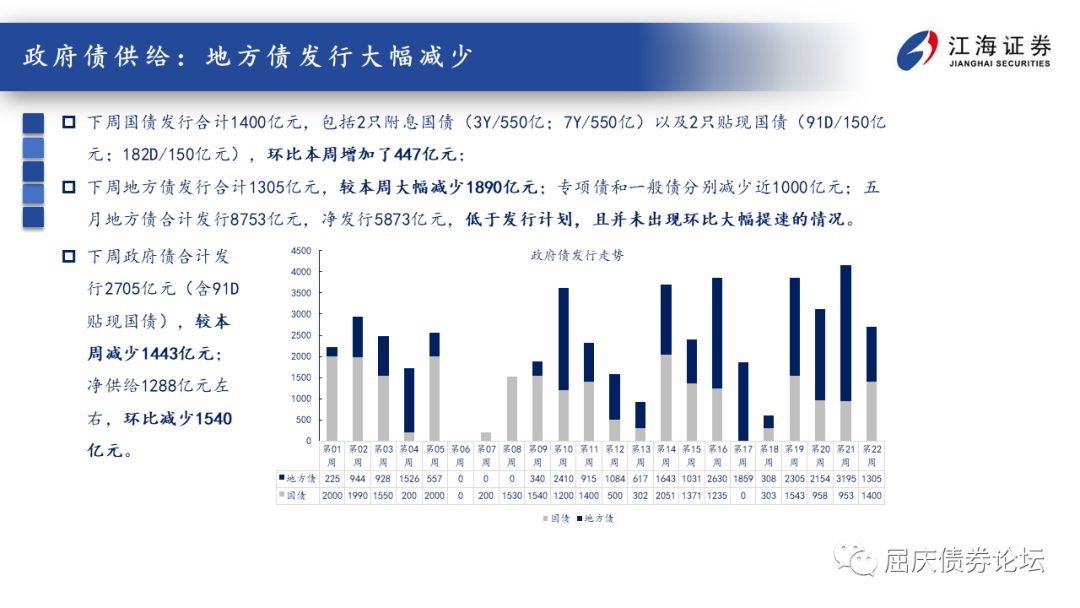 政府债供给：地方债发行大幅减少
江海证券
JIANGHAI SECURITIES
下周国债发行合计1400亿元，包括2只附息国债（3Y/550亿；7Y/550亿）以及2只贴现国债（91D/150亿
元；182D/150亿元），环比本周增加了447亿元；
下周地方债发行合计1305亿元，较本周大幅减少1890亿元；专项债和一般债分别减少近1000亿元；五
月地方债合计发行8753亿元，净发行5873亿元，低于发行计划，且并未出现环比大幅提速的情况。
下周政府债合计发
行2705亿元（含91D
贴现国债），较本
周减少1443亿元；
净供给1288亿元左
右，环比减少1540
亿元。
政府债发行走势
4500
4000
3500
3000
2500
2000
1500
1000
500
0
第01周 第02周 第03周 第04周 第05周 第06周 第07周 第08周 第09周 第10周 第11周 第12周 第13周 第14周 第15周 第16周 第17周 第18周 第19周 第20周 第21周 第22周
地方债 225 944 928 1526 557 0 0 0 340 2410 915 1084 617 1643 1031 2630 1859 308 2305 2154 3195 1305
国债 2000 1990 1550 200 2000 0 200 1530 1540 1200 1400 500 302 2051 1371 1235 0 303 1543 958 953 1400
国债 地方债
屈庆债券论坛